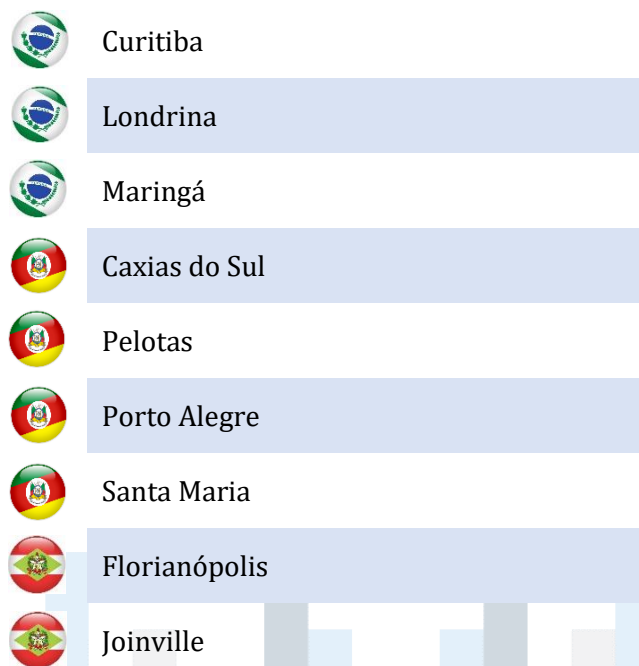 Curitiba
Londrina
Maringá
Caxias do Sul
Pelotas
Porto Alegre
Santa Maria
Florianópolis
Joinville